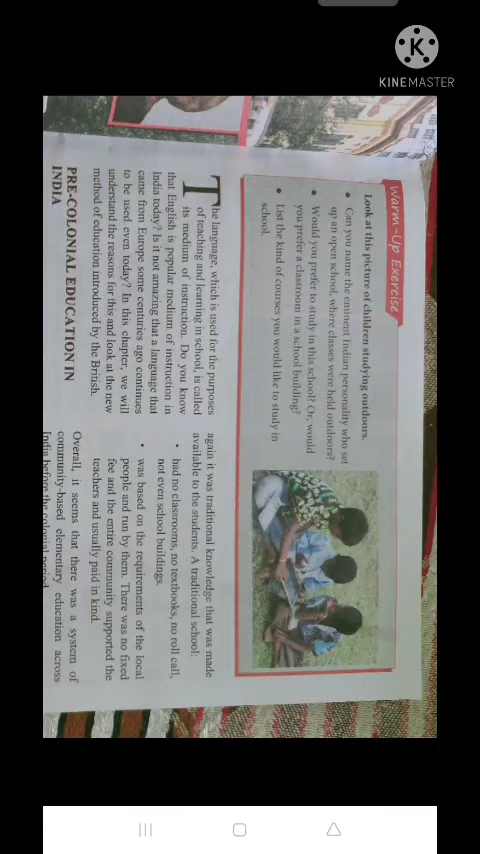 KINEMASTER
Warm-Up Exercise
Look at this picture of children studying outdoors.
• Can you name the eminent Indian personality who set
up an open school, where classes were held outdoors?
• Would you prefer to study in this school? Or, would
you prefer a classroom in a school building?
• List the kind of courses you would like to study in
school.
The language, which is used for the purposes
of teaching and learning in school, is called
its medium of instruction. Do you know
that English is popular medium of instruction in
India today? Is it not amazing that a language that
came from Europe some centuries ago continues
to be used even today? In this chapter, we will
understand the reasons for this and look at the new
method of education introduced by the British.
PRE-COLONIAL EDUCATION IN
INDIA
again it was traditional knowledge that was made
available to the students. A traditional school:
• had no classrooms, no textbooks, no roll call,
not even school buildings.
• was based on the requirements of the local
people and run by them. There was no fixed
fee and the entire community supported the
teachers and usually paid in kind.
Overall, it seems that there was a system of
community-based elementary education across
India before the colonial period